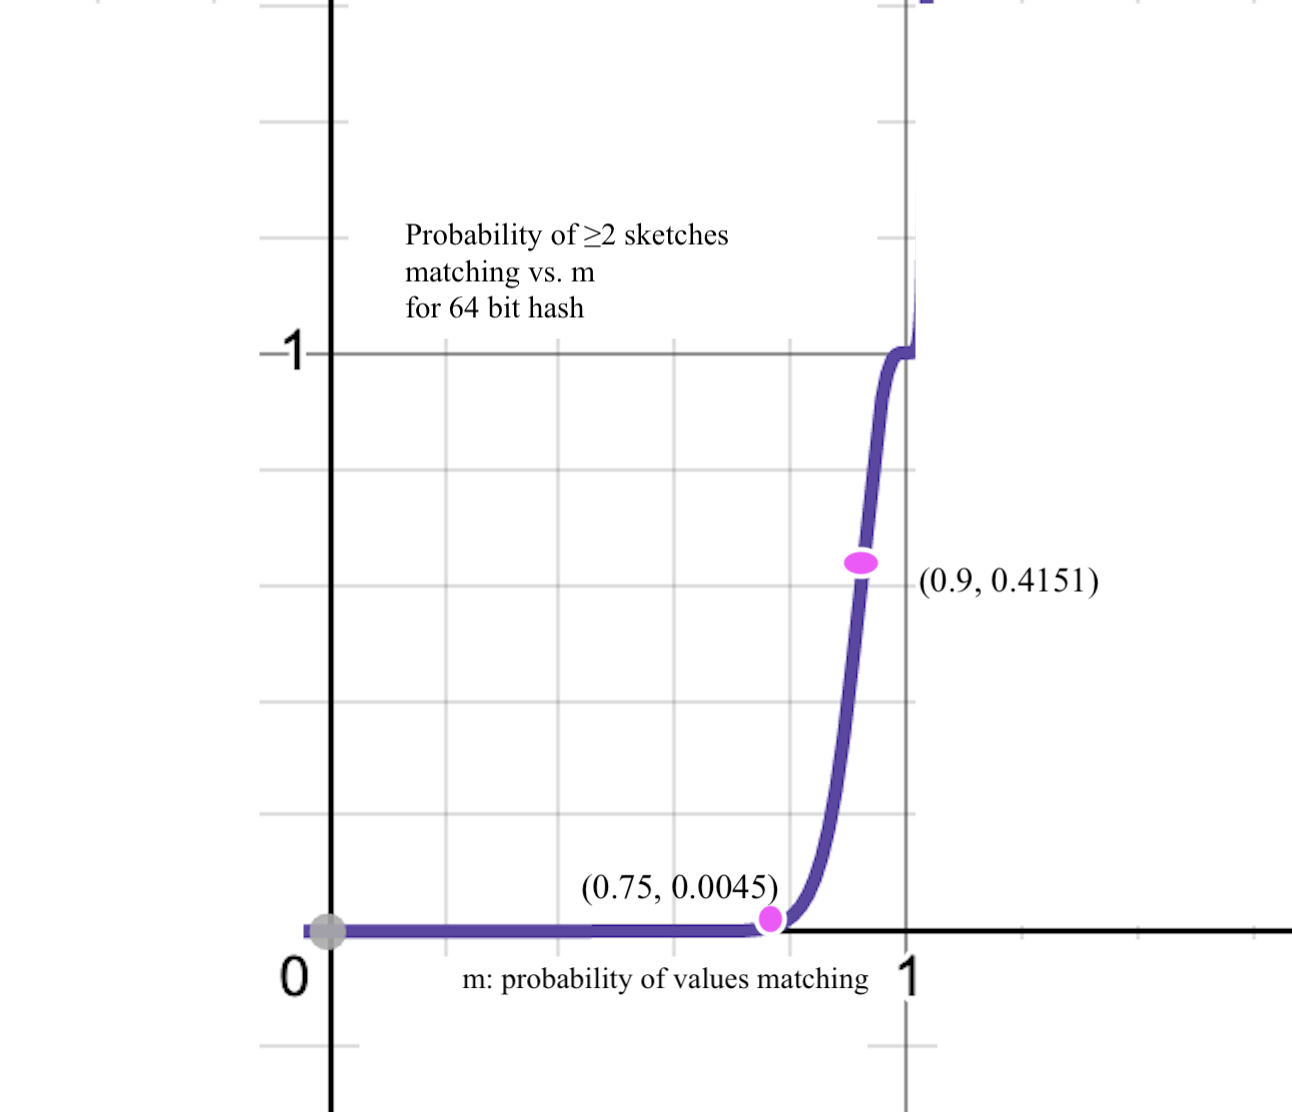 Probability of ≥2 sketches
matching vs. m
for 64 bit hash
1
(0.9, 0.4151)
(0.75, 0.0045)
0
m: probability of values matching
1